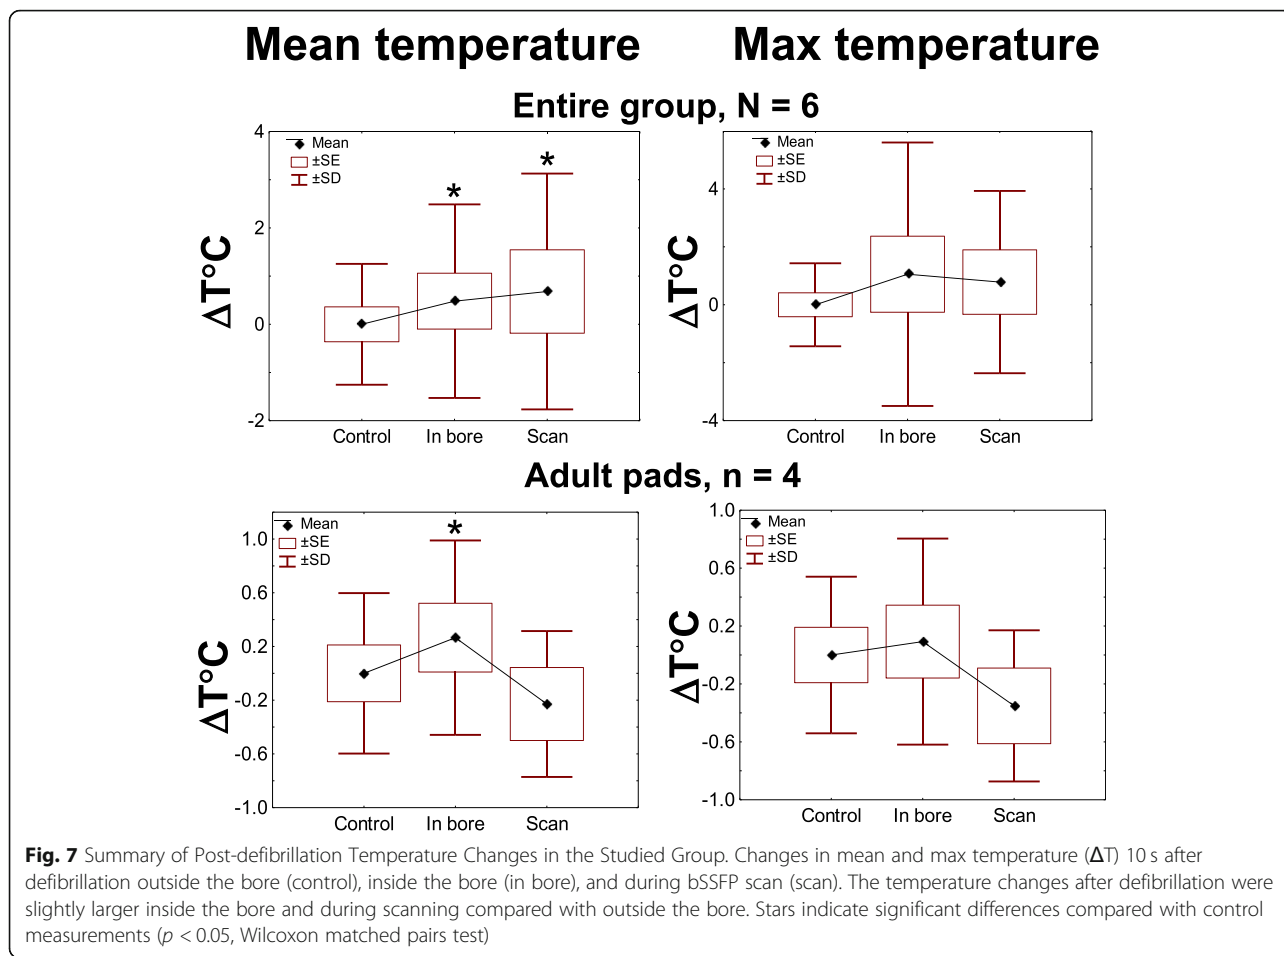 Mean temperature Max temperature
Entire group, N = 6
4
2
0
-2
ΔT°C
Mean
±SE
±SD
*
*
Control In bore Scan
4
0
-4
ΔT°C
Mean
±SE
±SD
Control In bore Scan
Adult pads, n = 4
1.0
0.6
0.2
-0.2
-0.6
-1.0
ΔT°C
Mean
±SE
±SD
*
Control In bore Scan
1.0
0.6
0.2
-0.2
-0.6
-1.0
ΔT°C
Mean
±SE
±SD
Control In bore Scan
Fig. 7 Summary of Post-defibrillation Temperature Changes in the Studied Group. Changes in mean and max temperature (ΔT) 10 s after
defibrillation outside the bore (control), inside the bore (in bore), and during bSSFP scan (scan). The temperature changes after defibrillation were
slightly larger inside the bore and during scanning compared with outside the bore. Stars indicate significant differences compared with control
measurements (p < 0.05, Wilcoxon matched pairs test)